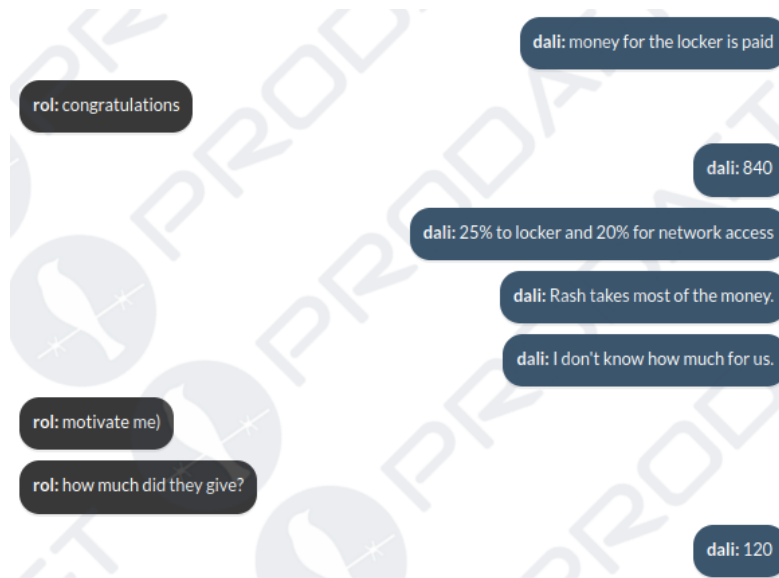 dali: money for the locker is paid
rol: congratulations
dali: 840
dali: 25% to locker and 20% for network access
dali: Rash takes most of the money.
dali: I don't know how much for us.
rol: motivate me)
rol: how much did they give?
dali: 120
PRODAFT
PRODAFT